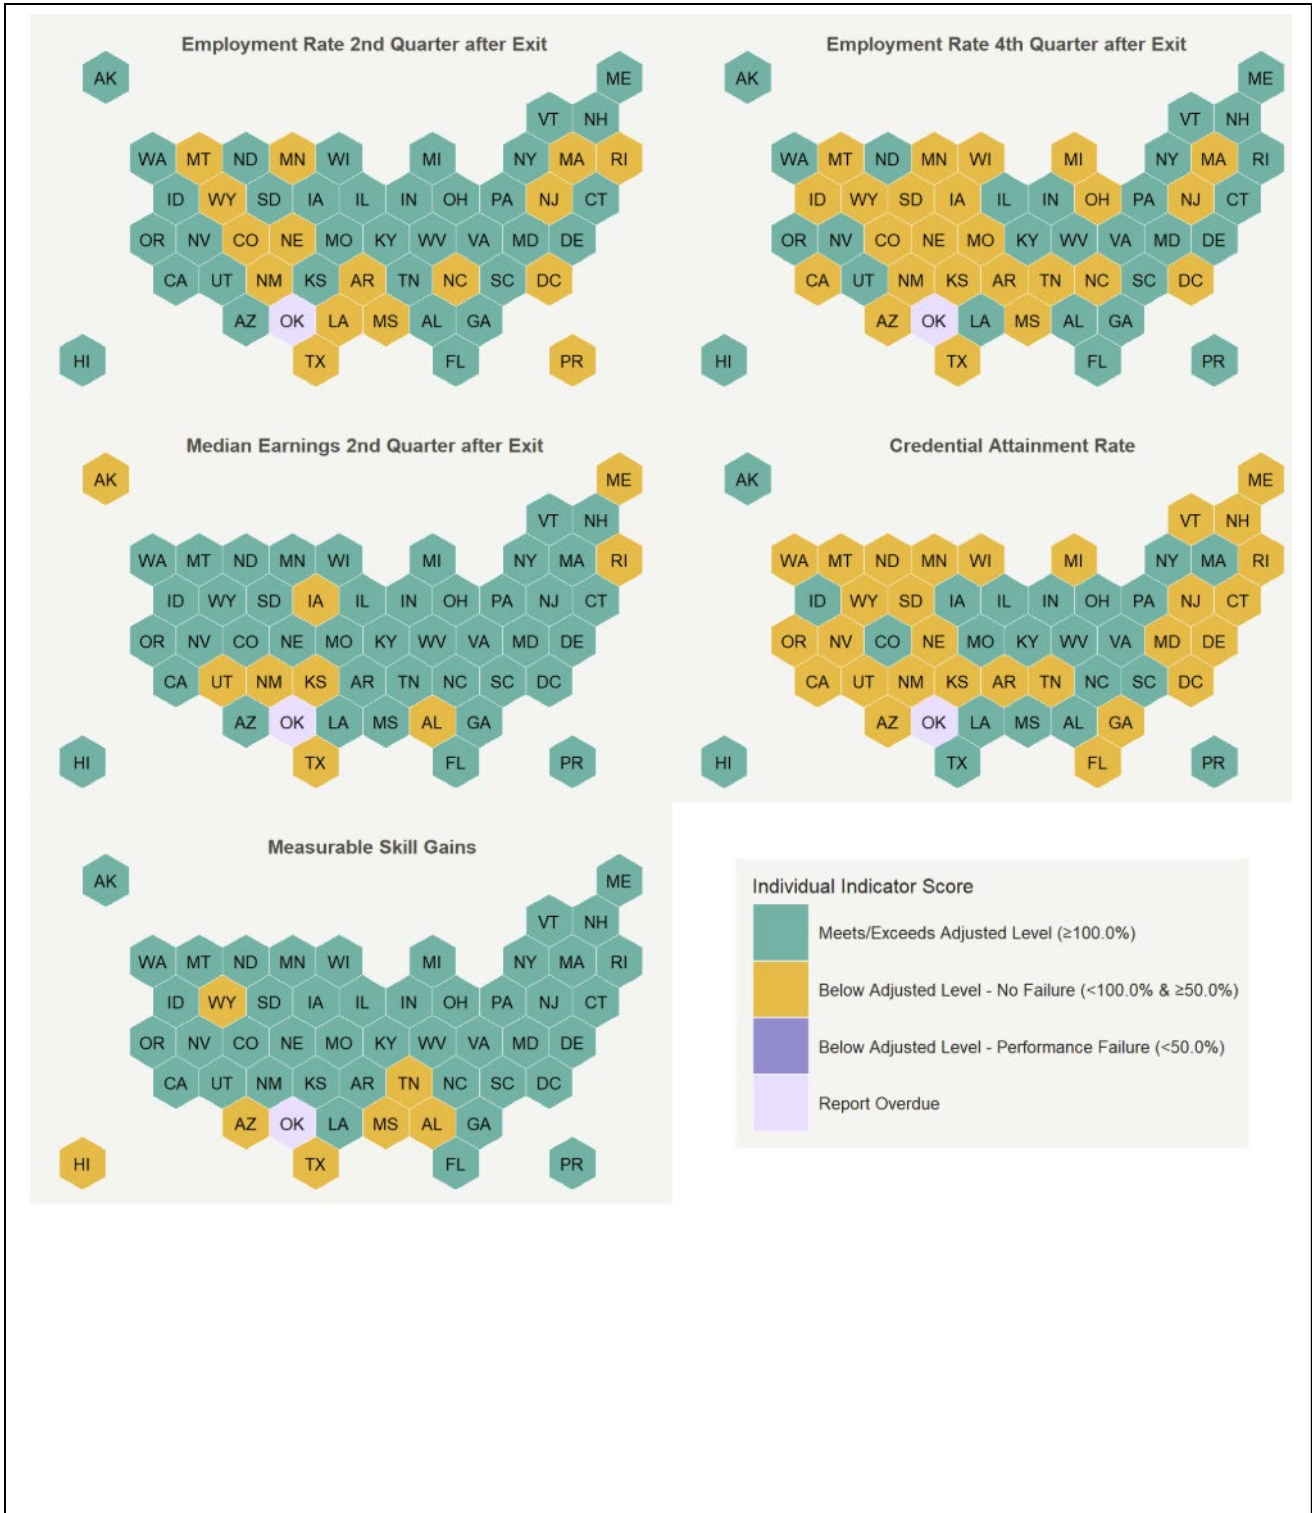 Employment Rate 2nd Quarter after Exit
AK ME
VT NH
WA MT ND MN WI MI NY MA RI
ID WY SD IA IL IN OH PA NJ CT
OR NV CO NE MO KY WV VA MD DE
CA UT NM KS AR TN NC SC DC
AZ OK LA MS AL GA
HI TX FL PR
Employment Rate 4th Quarter after Exit
AK ME
VT NH
WA MT ND MN WI MI NY MA RI
ID WY SD IA IL IN OH PA NJ CT
OR NV CO NE MO KY WV VA MD DE
CA UT NM KS AR TN NC SC DC
AZ OK LA MS AL GA
HI TX FL PR
Median Earnings 2nd Quarter after Exit
AK ME
VT NH
WA MT ND MN WI MI NY MA RI
ID WY SD IA IL IN OH PA NJ CT
OR NV CO NE MO KY WV VA MD DE
CA UT NM KS AR TN NC SC DC
AZ OK LA MS AL GA
HI TX FL PR
Credential Attainment Rate
AK ME
VT NH
WA MT ND MN WI MI NY MA RI
ID WY SD IA IL IN OH PA NJ CT
OR NV CO NE MO KY WV VA MD DE
CA UT NM KS AR TN NC SC DC
AZ OK LA MS AL GA
HI TX FL PR
Measurable Skill Gains
AK ME
VT NH
WA MT ND MN WI MI NY MA RI
ID WY SD IA IL IN OH PA NJ CT
OR NV CO NE MO KY WV VA MD DE
CA UT NM KS AR TN NC SC DC
AZ OK LA MS AL GA
HI TX FL PR
Individual Indicator Score
Meets/Exceeds Adjusted Level (≥100.0%)
Below Adjusted Level - No Failure (<100.0% & ≥50.0%)
Below Adjusted Level - Performance Failure (<50.0%)
Report Overdue